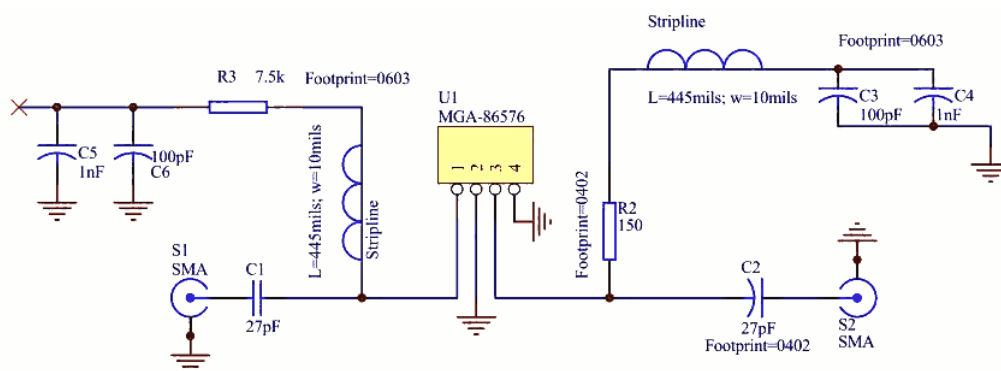 Stripline
Footprint=0603
R3 7.5k
Footprint=0603
U1
MGA-86576
L=445mils; w=10mils
C3
100pF
C4
1nF
C5
1nF
100pF
C6
1
2
3
4
L=445mils; w=10mils
Stripline
Footprint=0402
R2
150
S1
SMA
C1
27pF
C2
27pF
Footprint=0402
S2
SMA